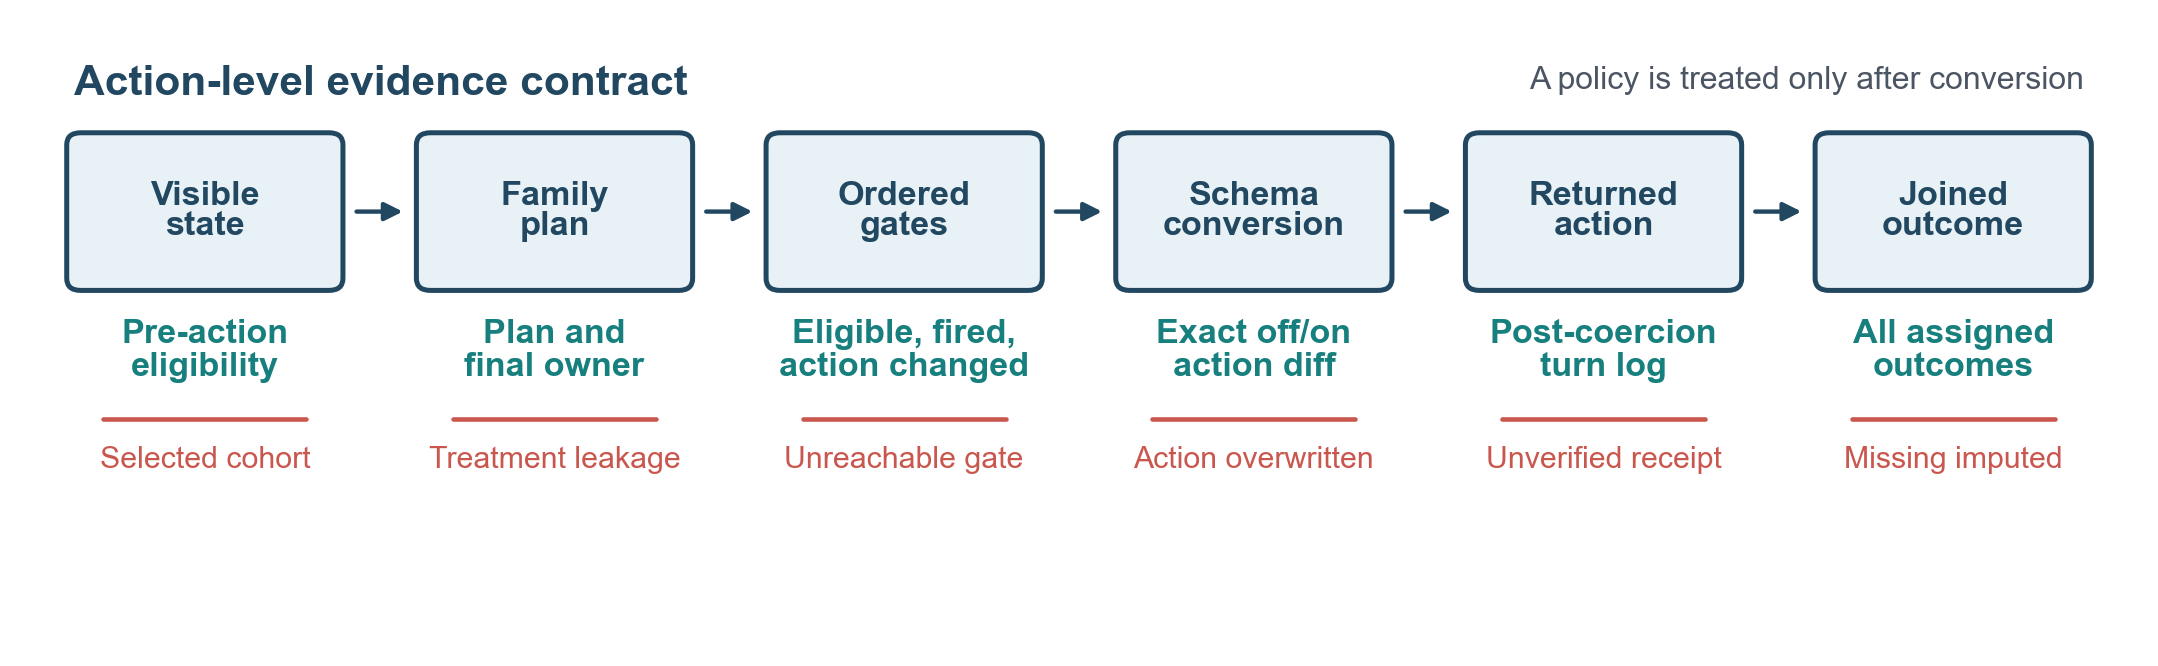 Action-level evidence contract
A policy is treated only after conversion
Visible
state
Family
plan
Ordered
gates
Schema
conversion
Returned
action
Joined
outcome
Pre-action
eligibility
Plan and
final owner
Eligible, fired,
action changed
Exact off/on
action diff
Post-coercion
turn log
All assigned
outcomes
Selected cohort
Treatment leakage
Unreachable gate
Action overwritten
Unverified receipt
Missing imputed